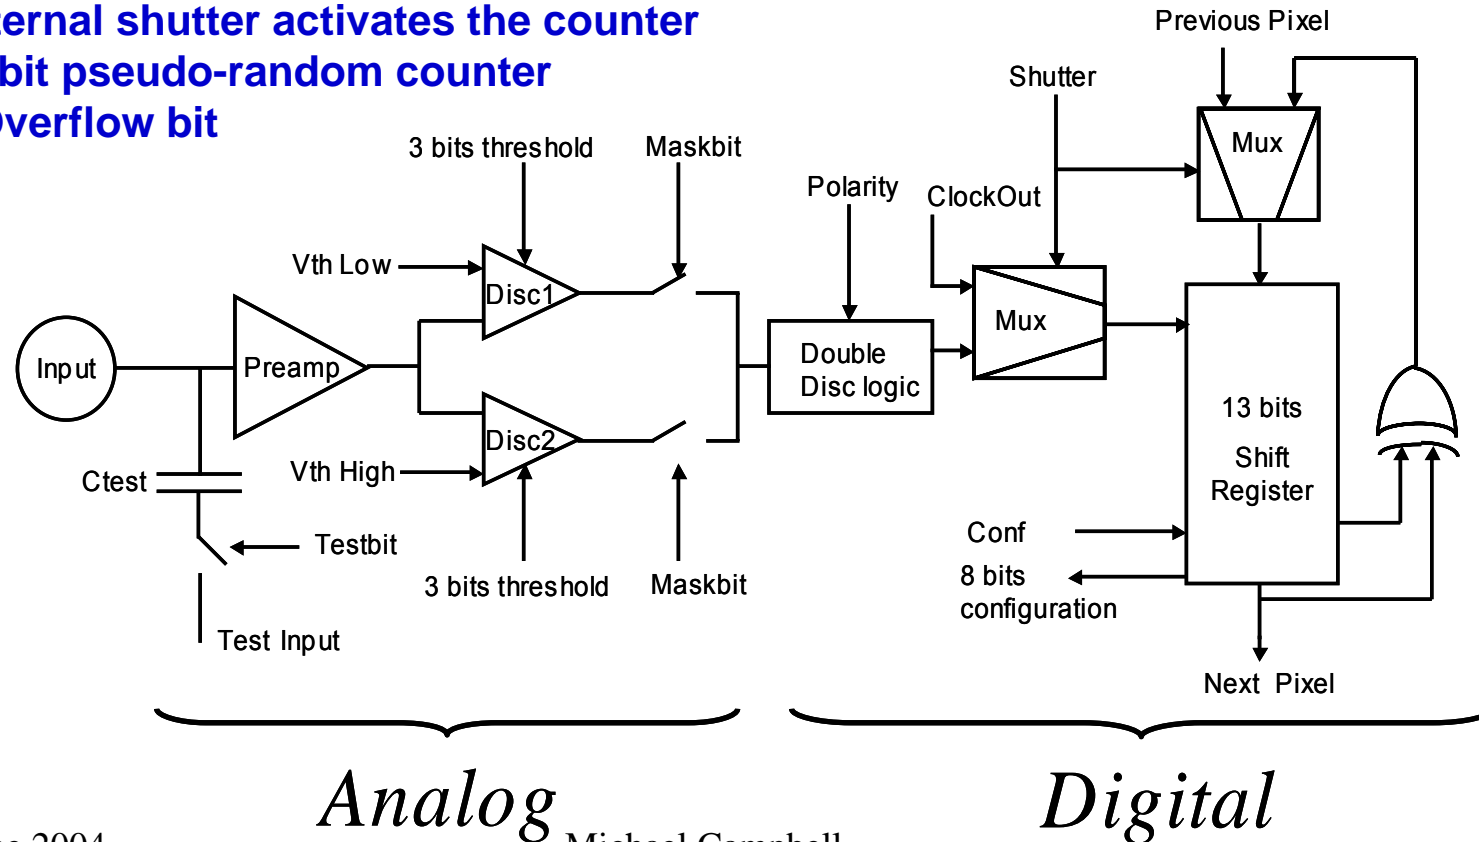 shutter activates the counter
bit pseudo-random counter
bit
Previous Pixel
Shutter
Mux
3 bits threshold
Maskbit
Polarity
ClockOut
Vth Low
Disc1
Mux
Input
Preamp
Double
Disc logic
13 bits
Shift
Register
Disc2
Vth High
Ctest
Testbit
Conf
8 bits
configuration
3 bits threshold
Maskbit
Test Input
Next Pixel
Analog
Digital
2004